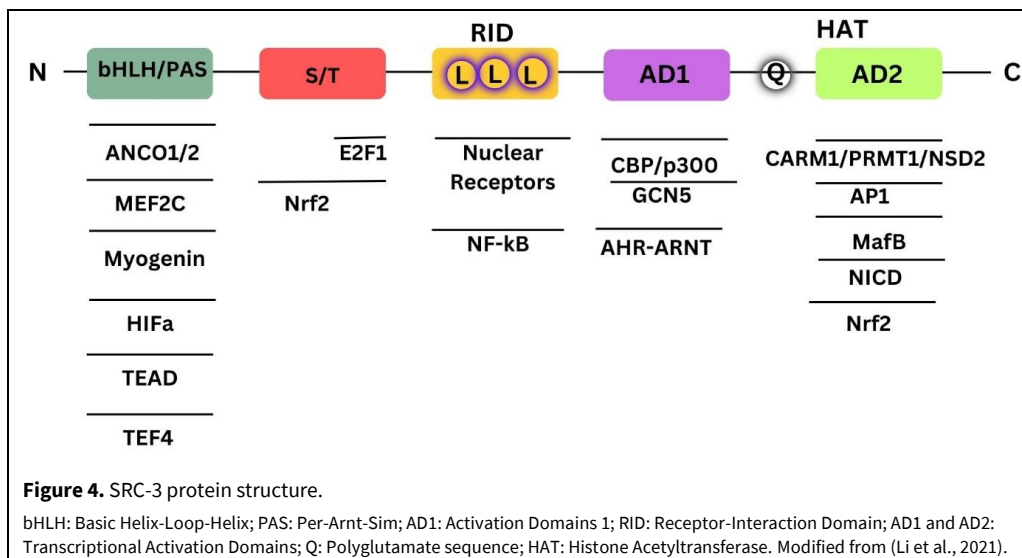 RID
HAT
N bHLH/PAS S/T L L L AD1 Q AD2 C
ANCO1/2 E2F1 Nuclear Receptors CBP/p300 CARM1/PRMT1/NSD2
MEF2C Nrf2 GCN5 AP1
Myogenin NF-kB AHR-ARNT MafB
NICD
HIFa Nrf2
TEAD
TEF4
Figure 4. SRC-3 protein structure.
bHLH: Basic Helix-Loop-Helix; PAS: Per-Arnt-Sim; AD1: Activation Domains 1; RID: Receptor-Interaction Domain; AD1 and AD2:
Transcriptional Activation Domains; Q: Polyglutamate sequence; HAT: Histone Acetyltransferase. Modified from (Li et al., 2021).